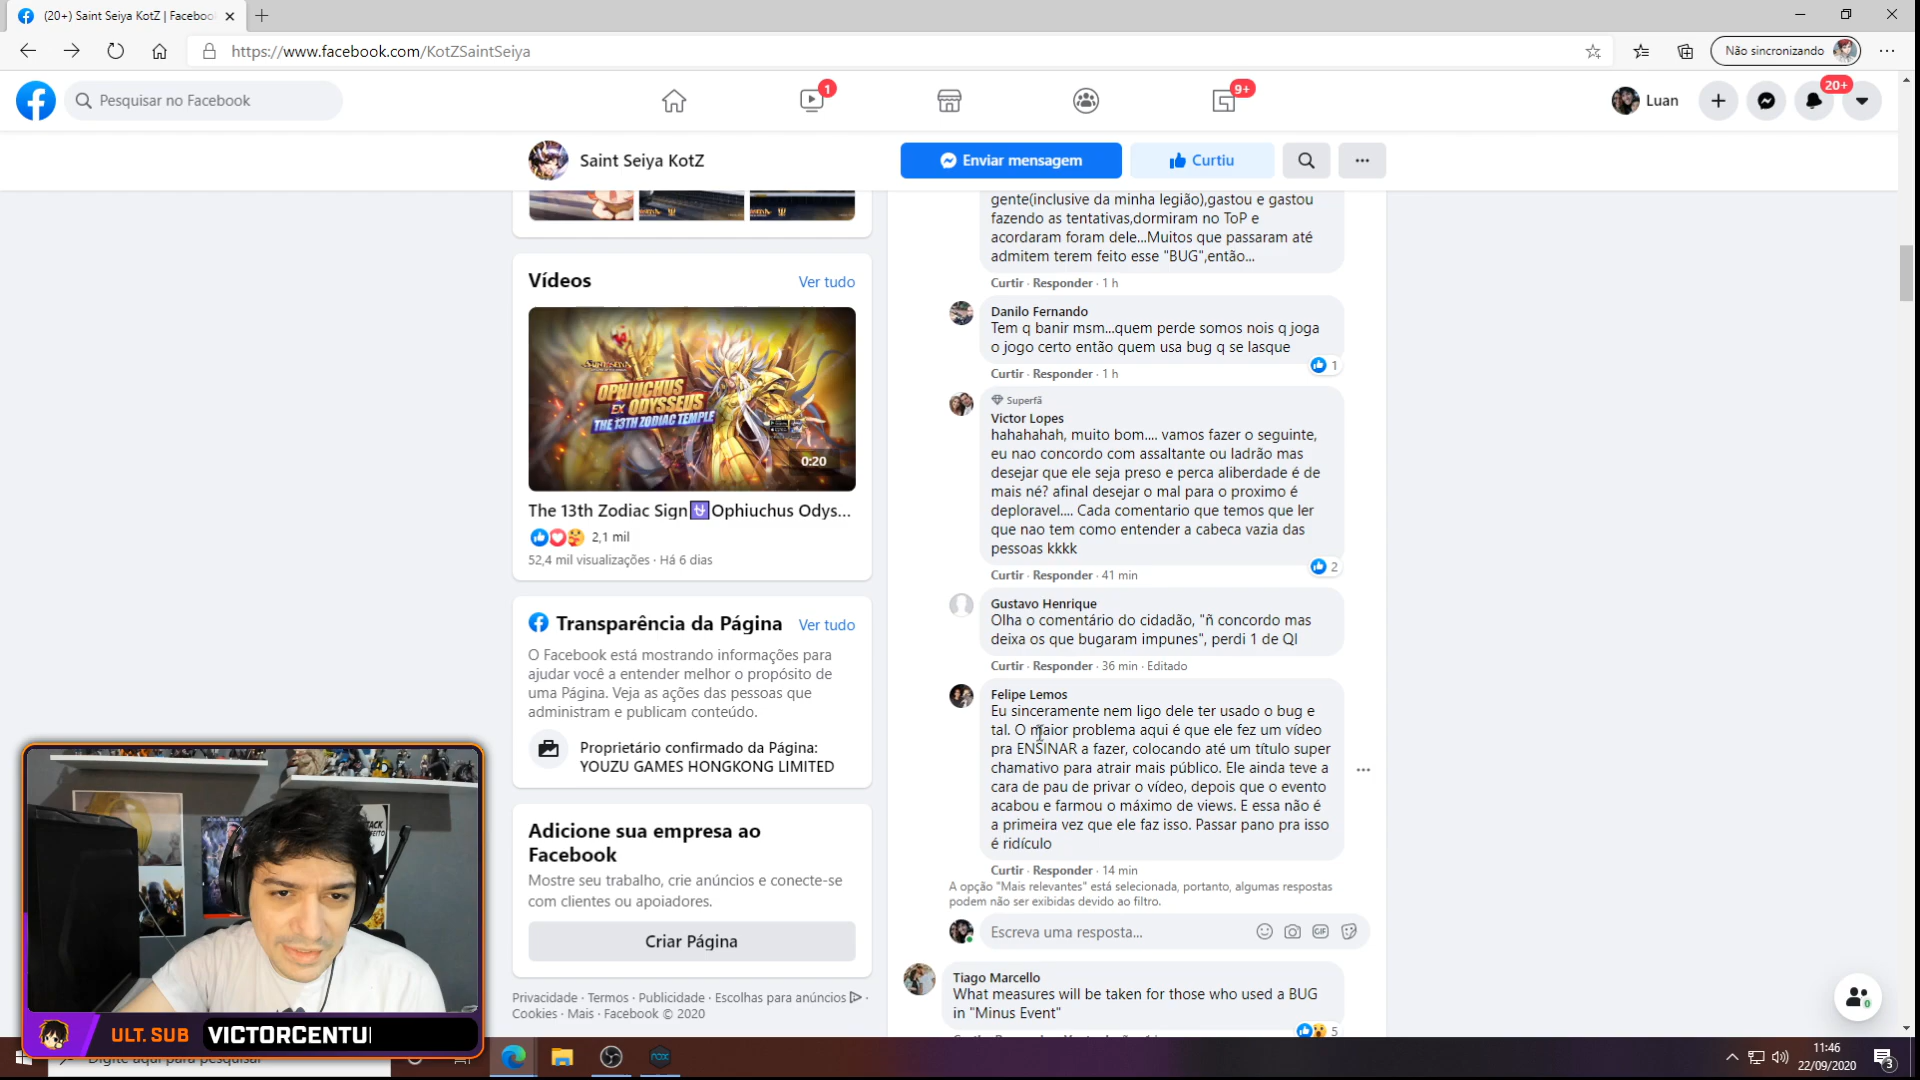 (20+) Saint Seiya KotZ | Facebook
https://www.facebook.com/KotZSaintSeiya
Não sincronizando
Pesquisar no Facebook
1
9+
Luan
20+
Saint Seiya KotZ
Enviar mensagem
Curtiu
Vídeos
Ver tudo
OPHIUCHUS
EX ODYSSEUS
THE 13TH ZODIAC TEMPLE
0:20
The 13th Zodiac Sign⛎Ophiuchus Odys...
2,1 mil
52,4 mil visualizações · Há 6 dias
Transparência da Página
Ver tudo
O Facebook está mostrando informações para
ajudar você a entender melhor o propósito de
uma Página. Veja as ações das pessoas que
administram e publicam conteúdo.
Proprietário confirmado da Página:
YOUZU GAMES HONGKONG LIMITED
Adicione sua empresa ao
Facebook
Mostre seu trabalho, crie anúncios e conecte-se
com clientes ou apoiadores.
Criar Página
Privacidade · Termos · Publicidade · Escolhas para anúncios ·
Cookies · Mais · Facebook © 2020
gente(inclusive da minha legião),gastou e gastou
fazendo as tentativas,dormiram no ToP e
acordaram foram dele...Muitos que passaram até
admitem terem feito esse "BUG",então...
Curtir · Responder · 1 h
Danilo Fernando
Tem q banir msm...quem perde somos nois q joga
o jogo certo então quem usa bug q se lasque
1
Curtir · Responder · 1 h
Superfã
Victor Lopes
hahahahah, muito bom.... vamos fazer o seguinte,
eu nao concordo com assaltante ou ladrão mas
desejar que ele seja preso e perca aliberdade é de
mais né? afinal desejar o mal para o proximo é
deploravel.... Cada comentario que temos que ler
que nao tem como entender a cabeca vazia das
pessoas kkkk
2
Curtir · Responder · 41 min
Gustavo Henrique
Olha o comentário do cidadão, "ñ concordo mas
deixa os que bugaram impunes", perdi 1 de QI
Curtir · Responder · 36 min · Editado
Felipe Lemos
Eu sinceramente nem ligo dele ter usado o bug e
tal. O maior problema aqui é que ele fez um vídeo
pra ENSINAR a fazer, colocando até um título super
chamativo para atrair mais público. Ele ainda teve a
cara de pau de privar o vídeo, depois que o evento
acabou e farmou o máximo de views. E essa não é
a primeira vez que ele faz isso. Passar pano pra isso
é ridículo
Curtir · Responder · 14 min
A opção "Mais relevantes" está selecionada, portanto, algumas respostas
podem não ser exibidas devido ao filtro.
Escreva uma resposta...
GIF
Tiago Marcello
What measures will be taken for those who used a BUG
in "Minus Event"
5
0
ULT. SUB
VICTORCENTU
Digite aqui para pesquisar
nox
11:46
22/09/2020
3